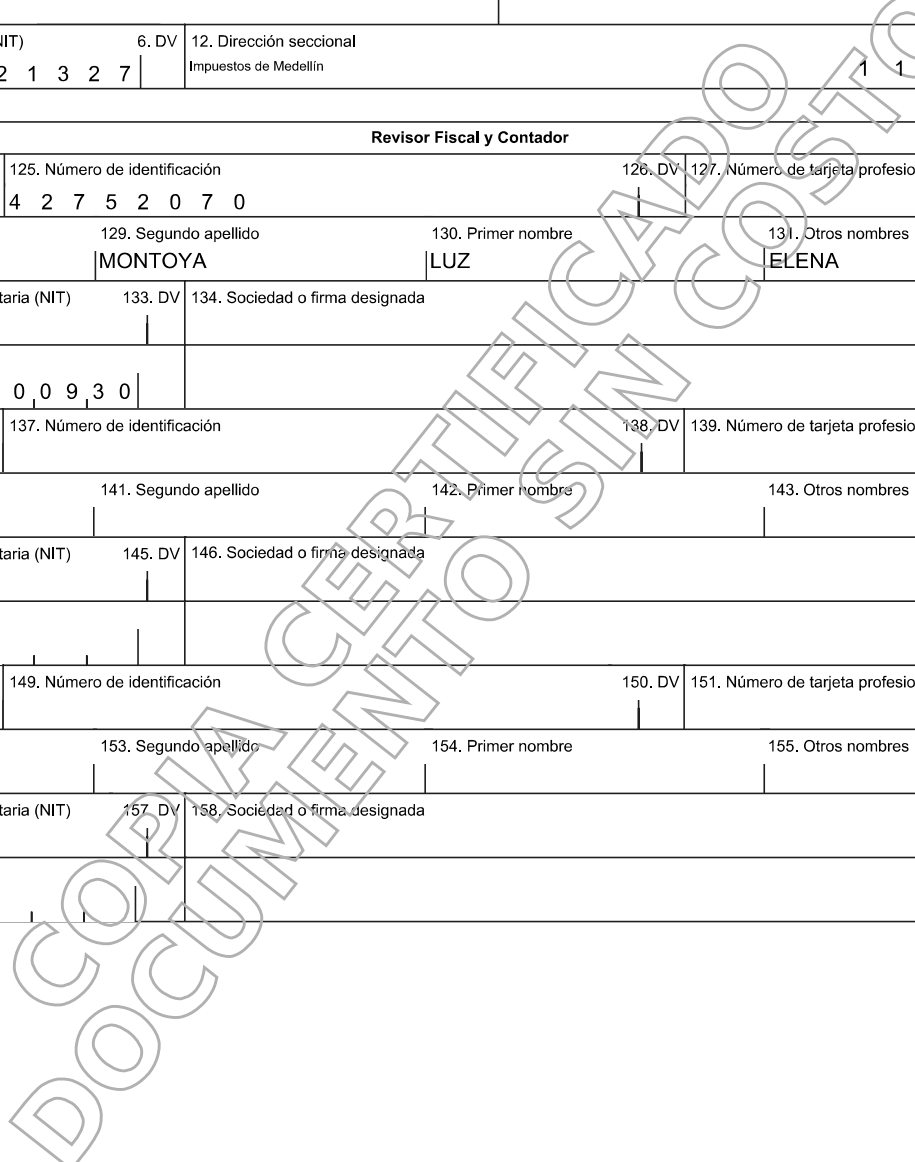 NIT) 6. DV 12. Dirección seccional
2 1 3 2 7 Impuestos de Medellín 1 1
Revisor Fiscal y Contador
125. Número de identificación 126. DV 127. Número de tarjeta profesio
4 2 7 5 2 0 7 0
129. Segundo apellido 130. Primer nombre 131. Otros nombres
MONTOYA LUZ ELENA
taria (NIT) 133. DV 134. Sociedad o firma designada
0 0 9 3 0
137. Número de identificación 138. DV 139. Número de tarjeta profesio
141. Segundo apellido 142. Primer nombre 143. Otros nombres
taria (NIT) 145. DV 146. Sociedad o firma designada
149. Número de identificación 150. DV 151. Número de tarjeta profesio
153. Segundo apellido 154. Primer nombre 155. Otros nombres
taria (NIT) 157. DV 158. Sociedad o firma designada
COPIA CERTIFICADO
DOCUMENTO SIN COSTO